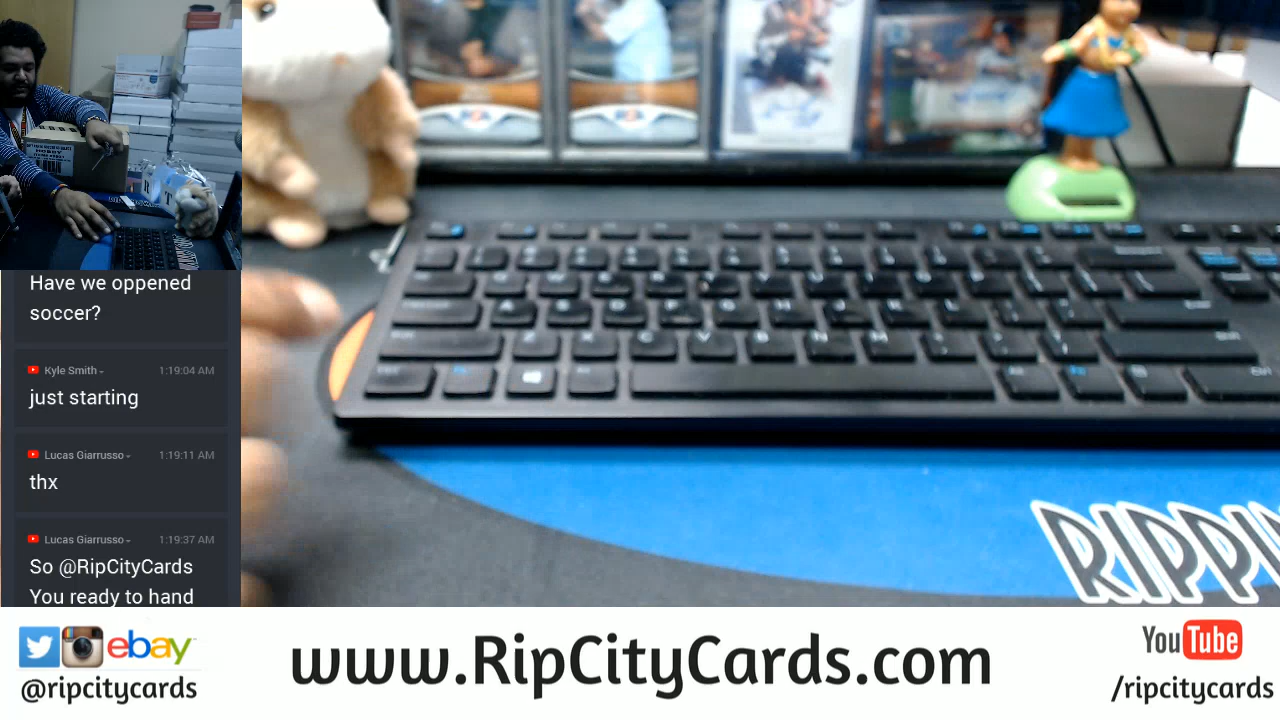 Have we oppened
soccer?
Kyle Smith
1:19:04 AM
just starting
Lucas Giarrusso
1:19:11 AM
thx
Lucas Giarrusso
1:19:37 AM
So @RipCityCards
You ready to hand
RIPPI
ebay
@ripcitycards
www.RipCityCards.com
YouTube
/ripcitycards